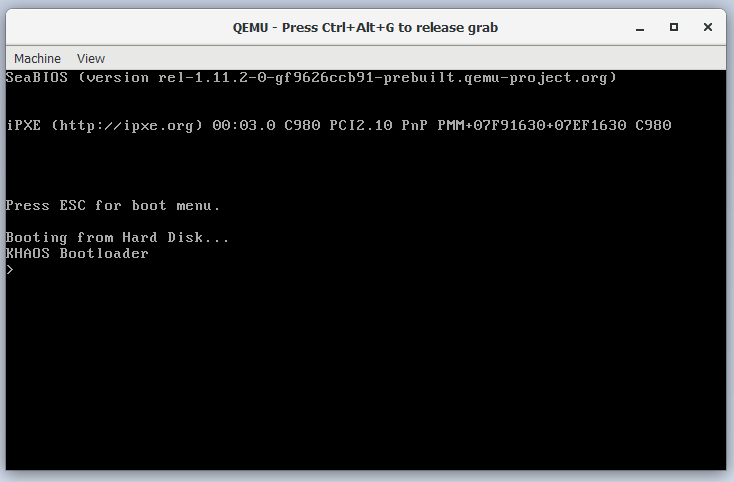 QEMU - Press Ctrl+Alt+G to release grab
Machine View
SeaBIOS (version rel-1.11.2-0-gf9626ccb91-prebuilt.qemu-project.org)
iPXE (http://ipxe.org) 00:03.0 C980 PCI2.10 PnP PMM+07F91630+07EF1630 C980
Press ESC for boot menu.
Booting from Hard Disk...
KHAOS Bootloader
>